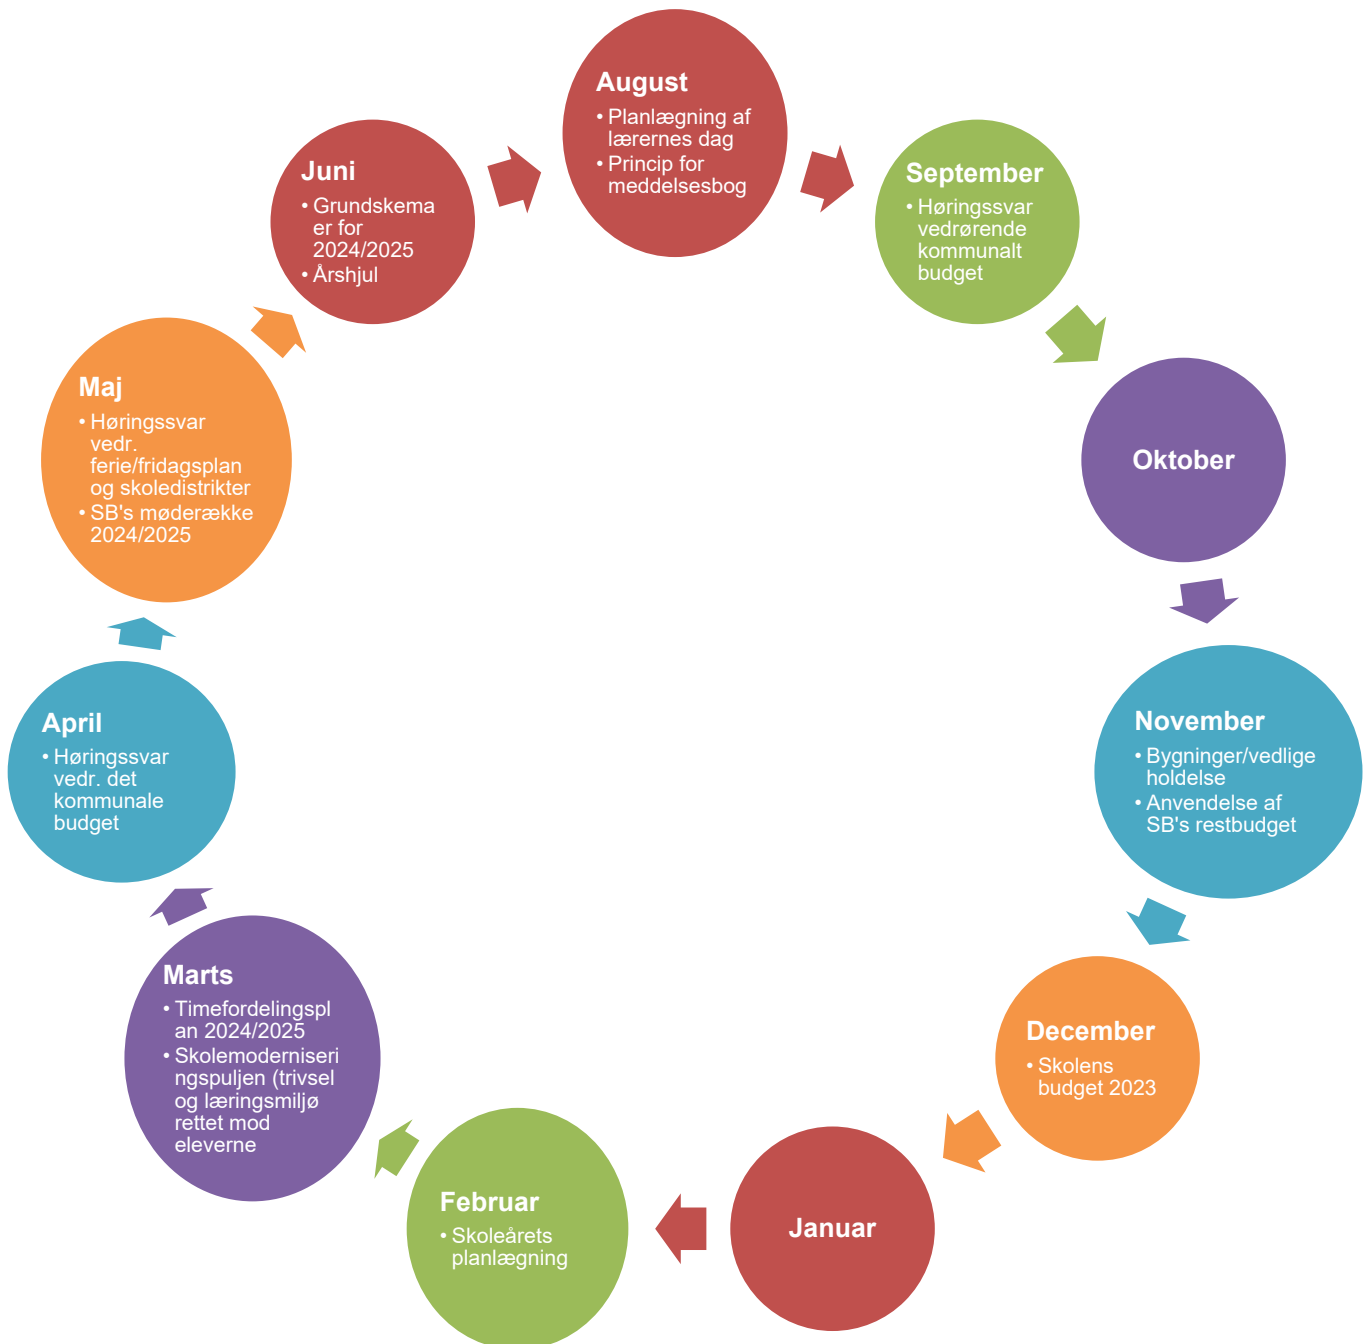 August
• Planlægning af
lærernes dag
• Princip for
meddelsesbog
September
• Høringssvar
vedrørende
kommunalt
budget
Oktober
November
• Bygninger/vedlige
holdelse
• Anvendelse af
SB's restbudget
December
• Skolens
budget 2023
Januar
Februar
• Skoleårets
planlægning
Marts
• Timefordelingspl
an 2024/2025
• Skolemoderniseri
ngspuljen (trivsel
og læringsmiljø
rettet mod
eleverne
April
• Høringssvar
vedr. det
kommunale
budget
Maj
• Høringssvar
vedr.
ferie/fridagsplan
og skoledistrikter
• SB's møderække
2024/2025
Juni
• Grundskema
er for
2024/2025
• Årshjul